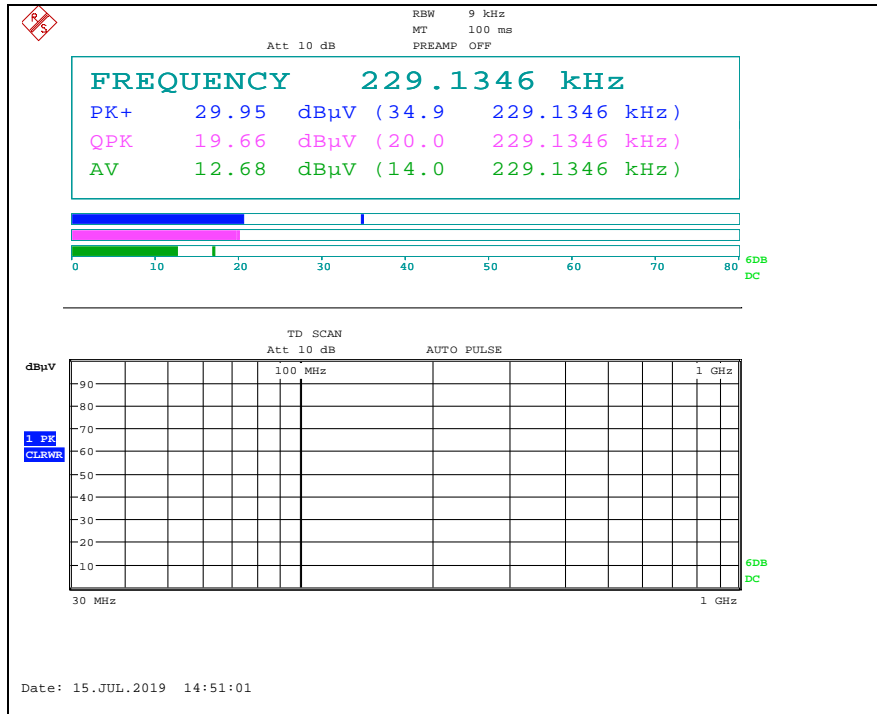 R S
RBW 9 kHz
MT 100 ms
Att 10 dB PREAMP OFF
FREQUENCY 229.1346 kHz
PK+ 29.95 dBµV (34.9 229.1346 kHz)
QPK 19.66 dBµV (20.0 229.1346 kHz)
AV 12.68 dBµV (14.0 229.1346 kHz)
0 10 20 30 40 50 60 70 80
6DB
DC
TD SCAN
Att 10 dB AUTO PULSE
dBµV
100 MHz 1 GHz
90
80
70
1 PK
CLRWR
60
50
40
30
20
10
6DB
DC
30 MHz 1 GHz
Date: 15.JUL.2019 14:51:01